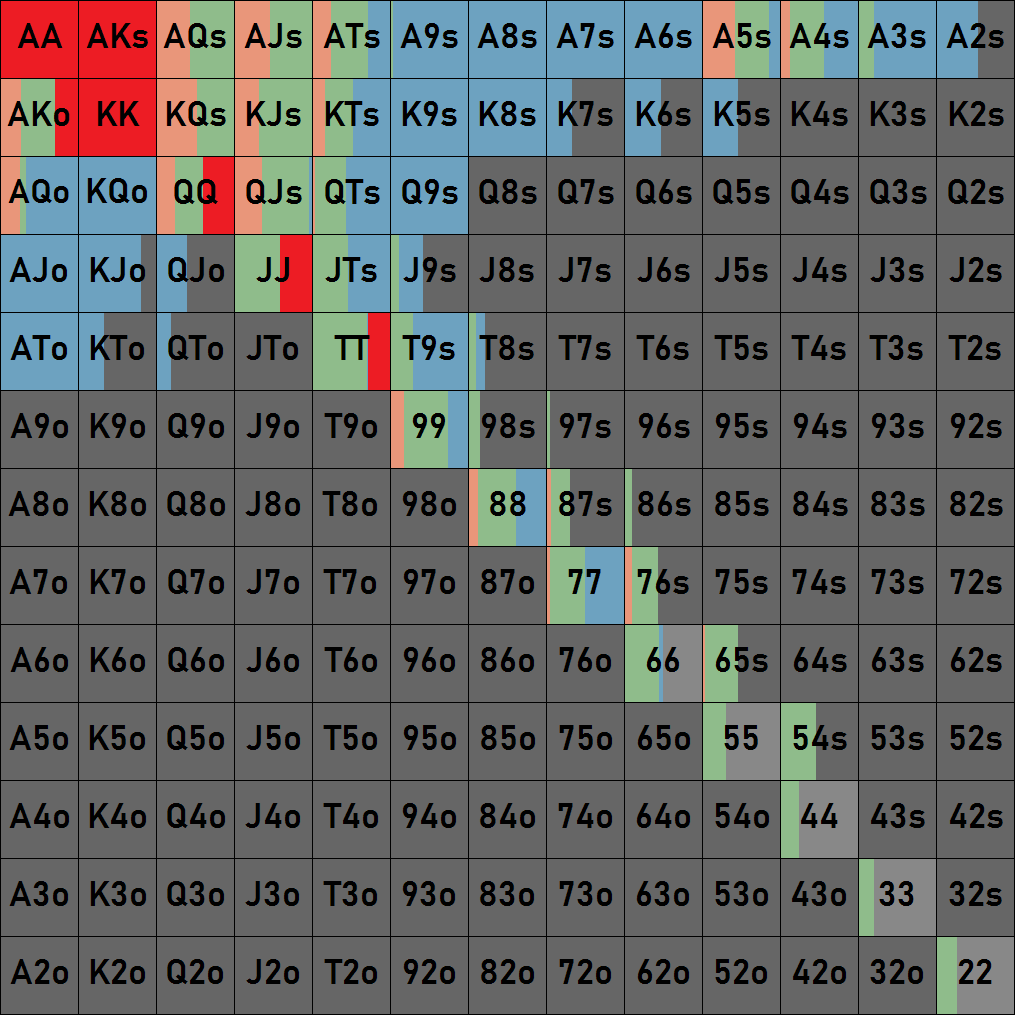 AA AKs AQs AJs ATs A9s A8s A7s A6s A5s A4s A3s A2s
AKo KK KQs KJs KTs K9s K8s K7s K6s K5s K4s K3s K2s
AQo KQo QQ QJs QTs Q9s Q8s Q7s Q6s Q5s Q4s Q3s Q2s
AJo KJo QJo JJ JTs J9s J8s J7s J6s J5s J4s J3s J2s
ATo KTo QTo JTo TT T9s T8s T7s T6s T5s T4s T3s T2s
A9o K9o Q9o J9o T9o 99 98s 97s 96s 95s 94s 93s 92s
A8o K8o Q8o J8o T8o 98o 88 87s 86s 85s 84s 83s 82s
A7o K7o Q7o J7o T7o 97o 87o 77 76s 75s 74s 73s 72s
A6o K6o Q6o J6o T6o 96o 86o 76o 66 65s 64s 63s 62s
A5o K5o Q5o J5o T5o 95o 85o 75o 65o 55 54s 53s 52s
A4o K4o Q4o J4o T4o 94o 84o 74o 64o 54o 44 43s 42s
A3o K3o Q3o J3o T3o 93o 83o 73o 63o 53o 43o 33 32s
A2o K2o Q2o J2o T2o 92o 82o 72o 62o 52o 42o 32o 22